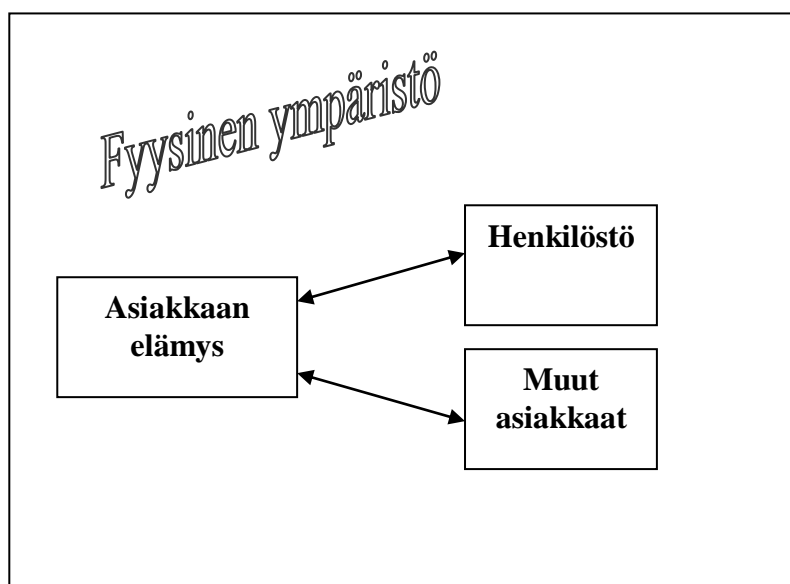 Fyysinen ympäristö
Henkilöstö
Asiakkaan
elämys
Muut
asiakkaat